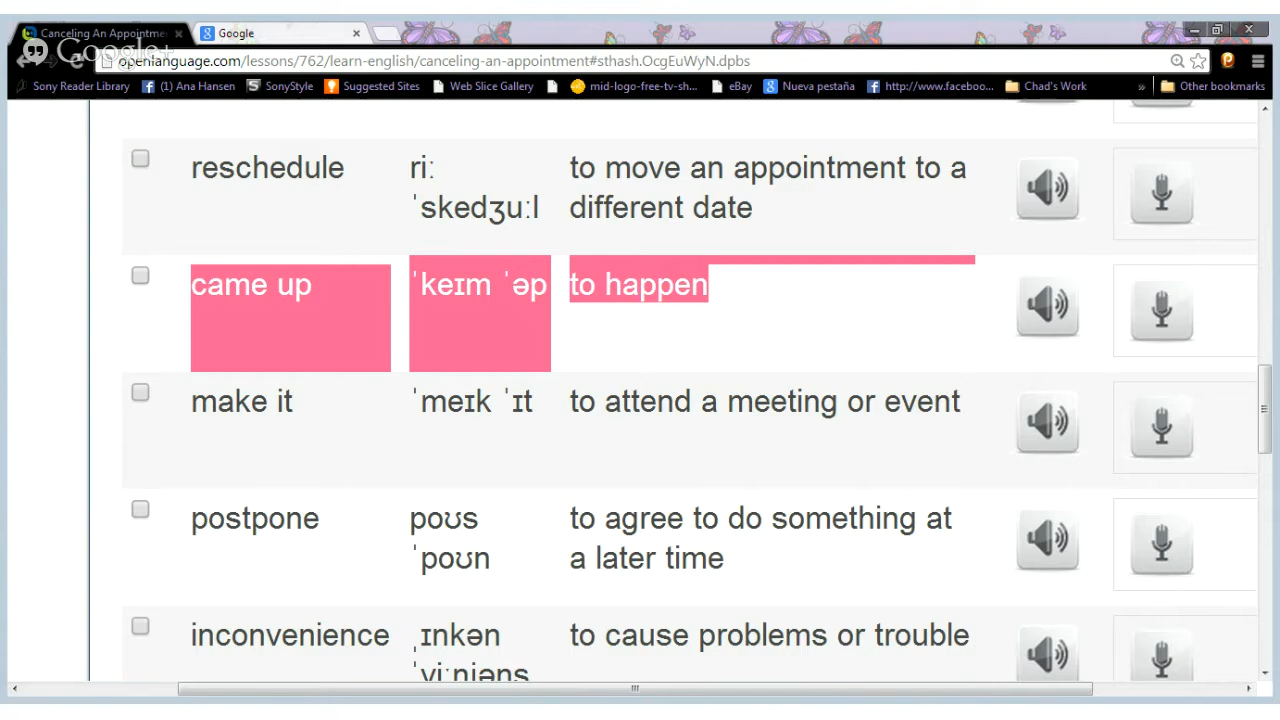 Canceling An Appointme
Google
Google+
openlanguage.com/lessons/762/learn-english/canceling-an-appointment#sthash.OcgEuWyN.dpbs
Sony Reader Library
(1) Ana Hansen
SonyStyle
Suggested Sites
Web Slice Gallery
mid-logo-free-tv-sh...
eBay
Nueva pestaña
http://www.faceboo...
Chad's Work
»
Other bookmarks
reschedule riː to move an appointment to a
ˈskedʒuːl different date
came up ˈkeɪm ˈəp to happen
make it ˈmeɪk ˈɪt to attend a meeting or event
postpone poʊs to agree to do something at
ˈpoʊn a later time
inconvenience ˌɪnkən to cause problems or trouble
ˈviːniəns